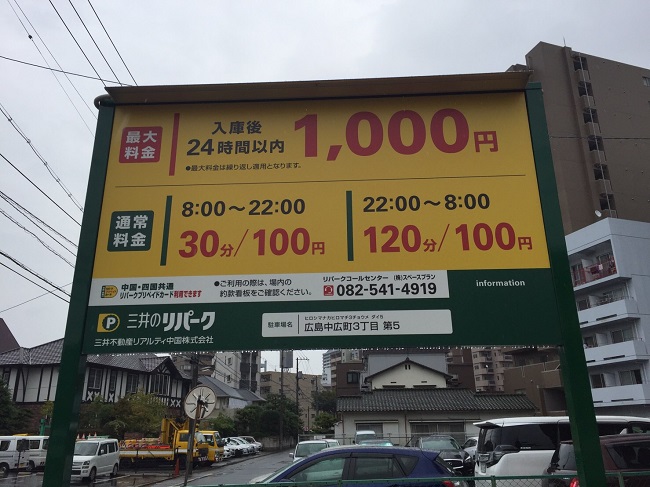 最大料金
入庫後
24時間以内
1,000円
●最大料金は繰り返し適用となります。
通常料金
8:00～22:00
30分/100円
22:00～8:00
120分/100円
中国・四国共通
リパークプリペイドカード利用できます
●ご利用の際は、場内の
約款看板をご確認ください。
リパークコールセンター (株)スペースプラン
082-541-4919
information
P 三井のリパーク
三井不動産リアルティ中国株式会社
駐車場名
ヒロシマナカヒロマチ3チョウメ ダイ5
広島中広町3丁目 第5